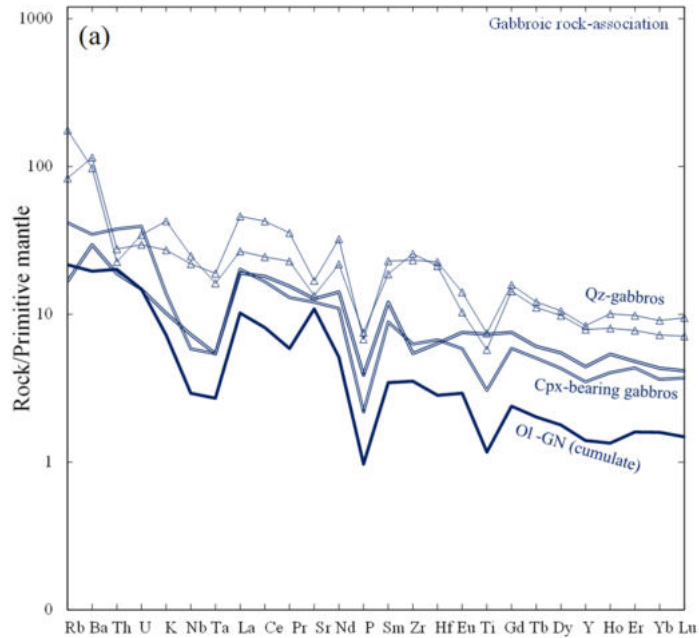 1000
(a)
Gabbroic rock-association
100
10
1
0
Rock/Primitive mantle
Qz-gabbros
Cpx-bearing gabbros
Ol -GN (cumulate)
Rb Ba Th U K Nb Ta La Ce Pr Sr Nd P Sm Zr Hf Eu Ti Gd Tb Dy Y Ho Er Yb Lu